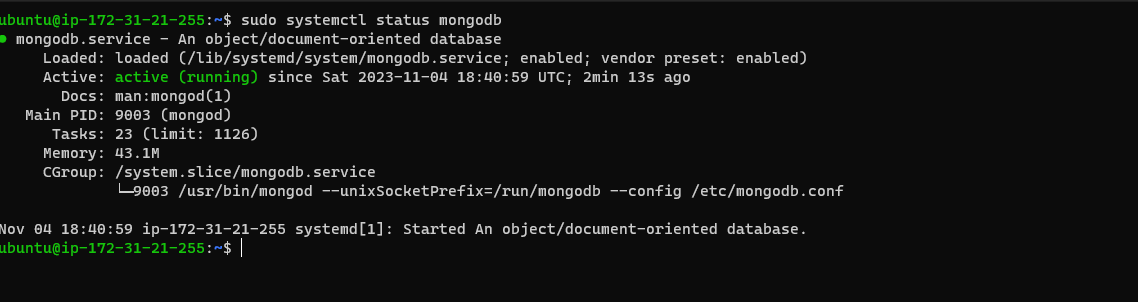 ubuntu@ip-172-31-21-255:~$ sudo systemctl status mongodb
● mongodb.service - An object/document-oriented database
     Loaded: loaded (/lib/systemd/system/mongodb.service; enabled; vendor preset: enabled)
     Active: active (running) since Sat 2023-11-04 18:40:59 UTC; 2min 13s ago
       Docs: man:mongod(1)
   Main PID: 9003 (mongod)
      Tasks: 23 (limit: 1126)
     Memory: 43.1M
     CGroup: /system.slice/mongodb.service
             └─9003 /usr/bin/mongod --unixSocketPrefix=/run/mongodb --config /etc/mongodb.conf

Nov 04 18:40:59 ip-172-31-21-255 systemd[1]: Started An object/document-oriented database.
ubuntu@ip-172-31-21-255:~$